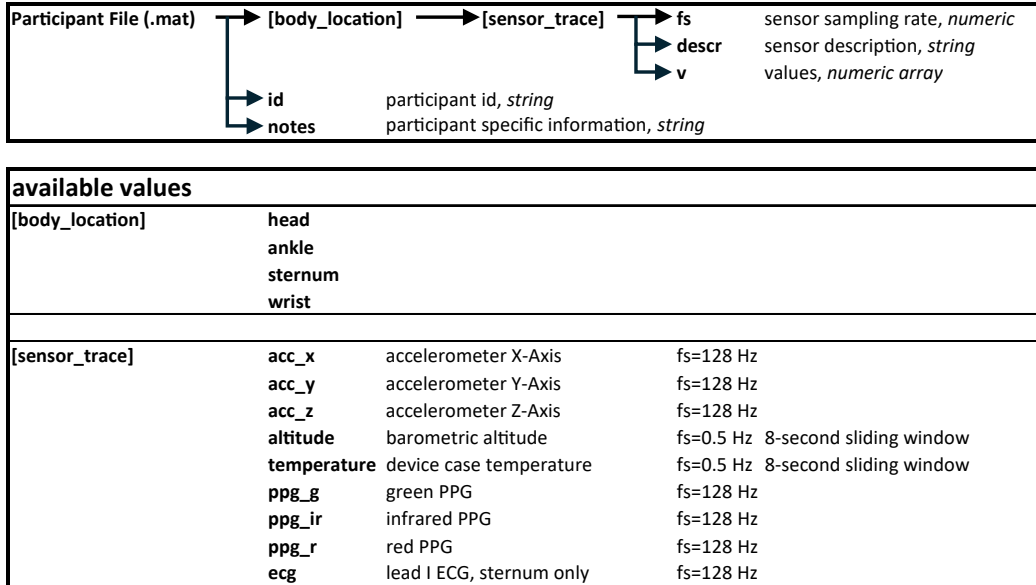 Participant File (.mat) [body_location] [sensor_trace] fs sensor sampling rate, numeric
descr sensor description, string
v values, numeric array
id participant id, string
notes participant specific information, string
available values
[body_location] head
ankle
sternum
wrist
[sensor_trace] acc_x accelerometer X-Axis fs=128 Hz
acc_y accelerometer Y-Axis fs=128 Hz
acc_z accelerometer Z-Axis fs=128 Hz
altitude barometric altitude fs=0.5 Hz 8-second sliding window
temperature device case temperature fs=0.5 Hz 8-second sliding window
ppg_g green PPG fs=128 Hz
ppg_ir infrared PPG fs=128 Hz
ppg_r red PPG fs=128 Hz
ecg lead I ECG, sternum only fs=128 Hz